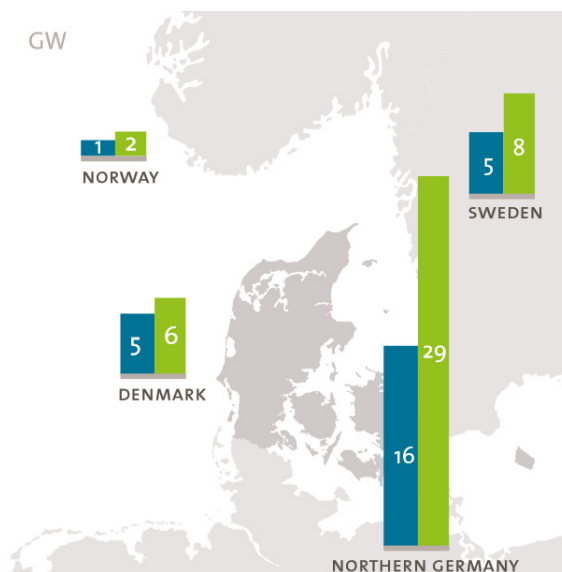 GW
1 2
NORWAY
5 8
SWEDEN
5 6
DENMARK
16 29
NORTHERN GERMANY